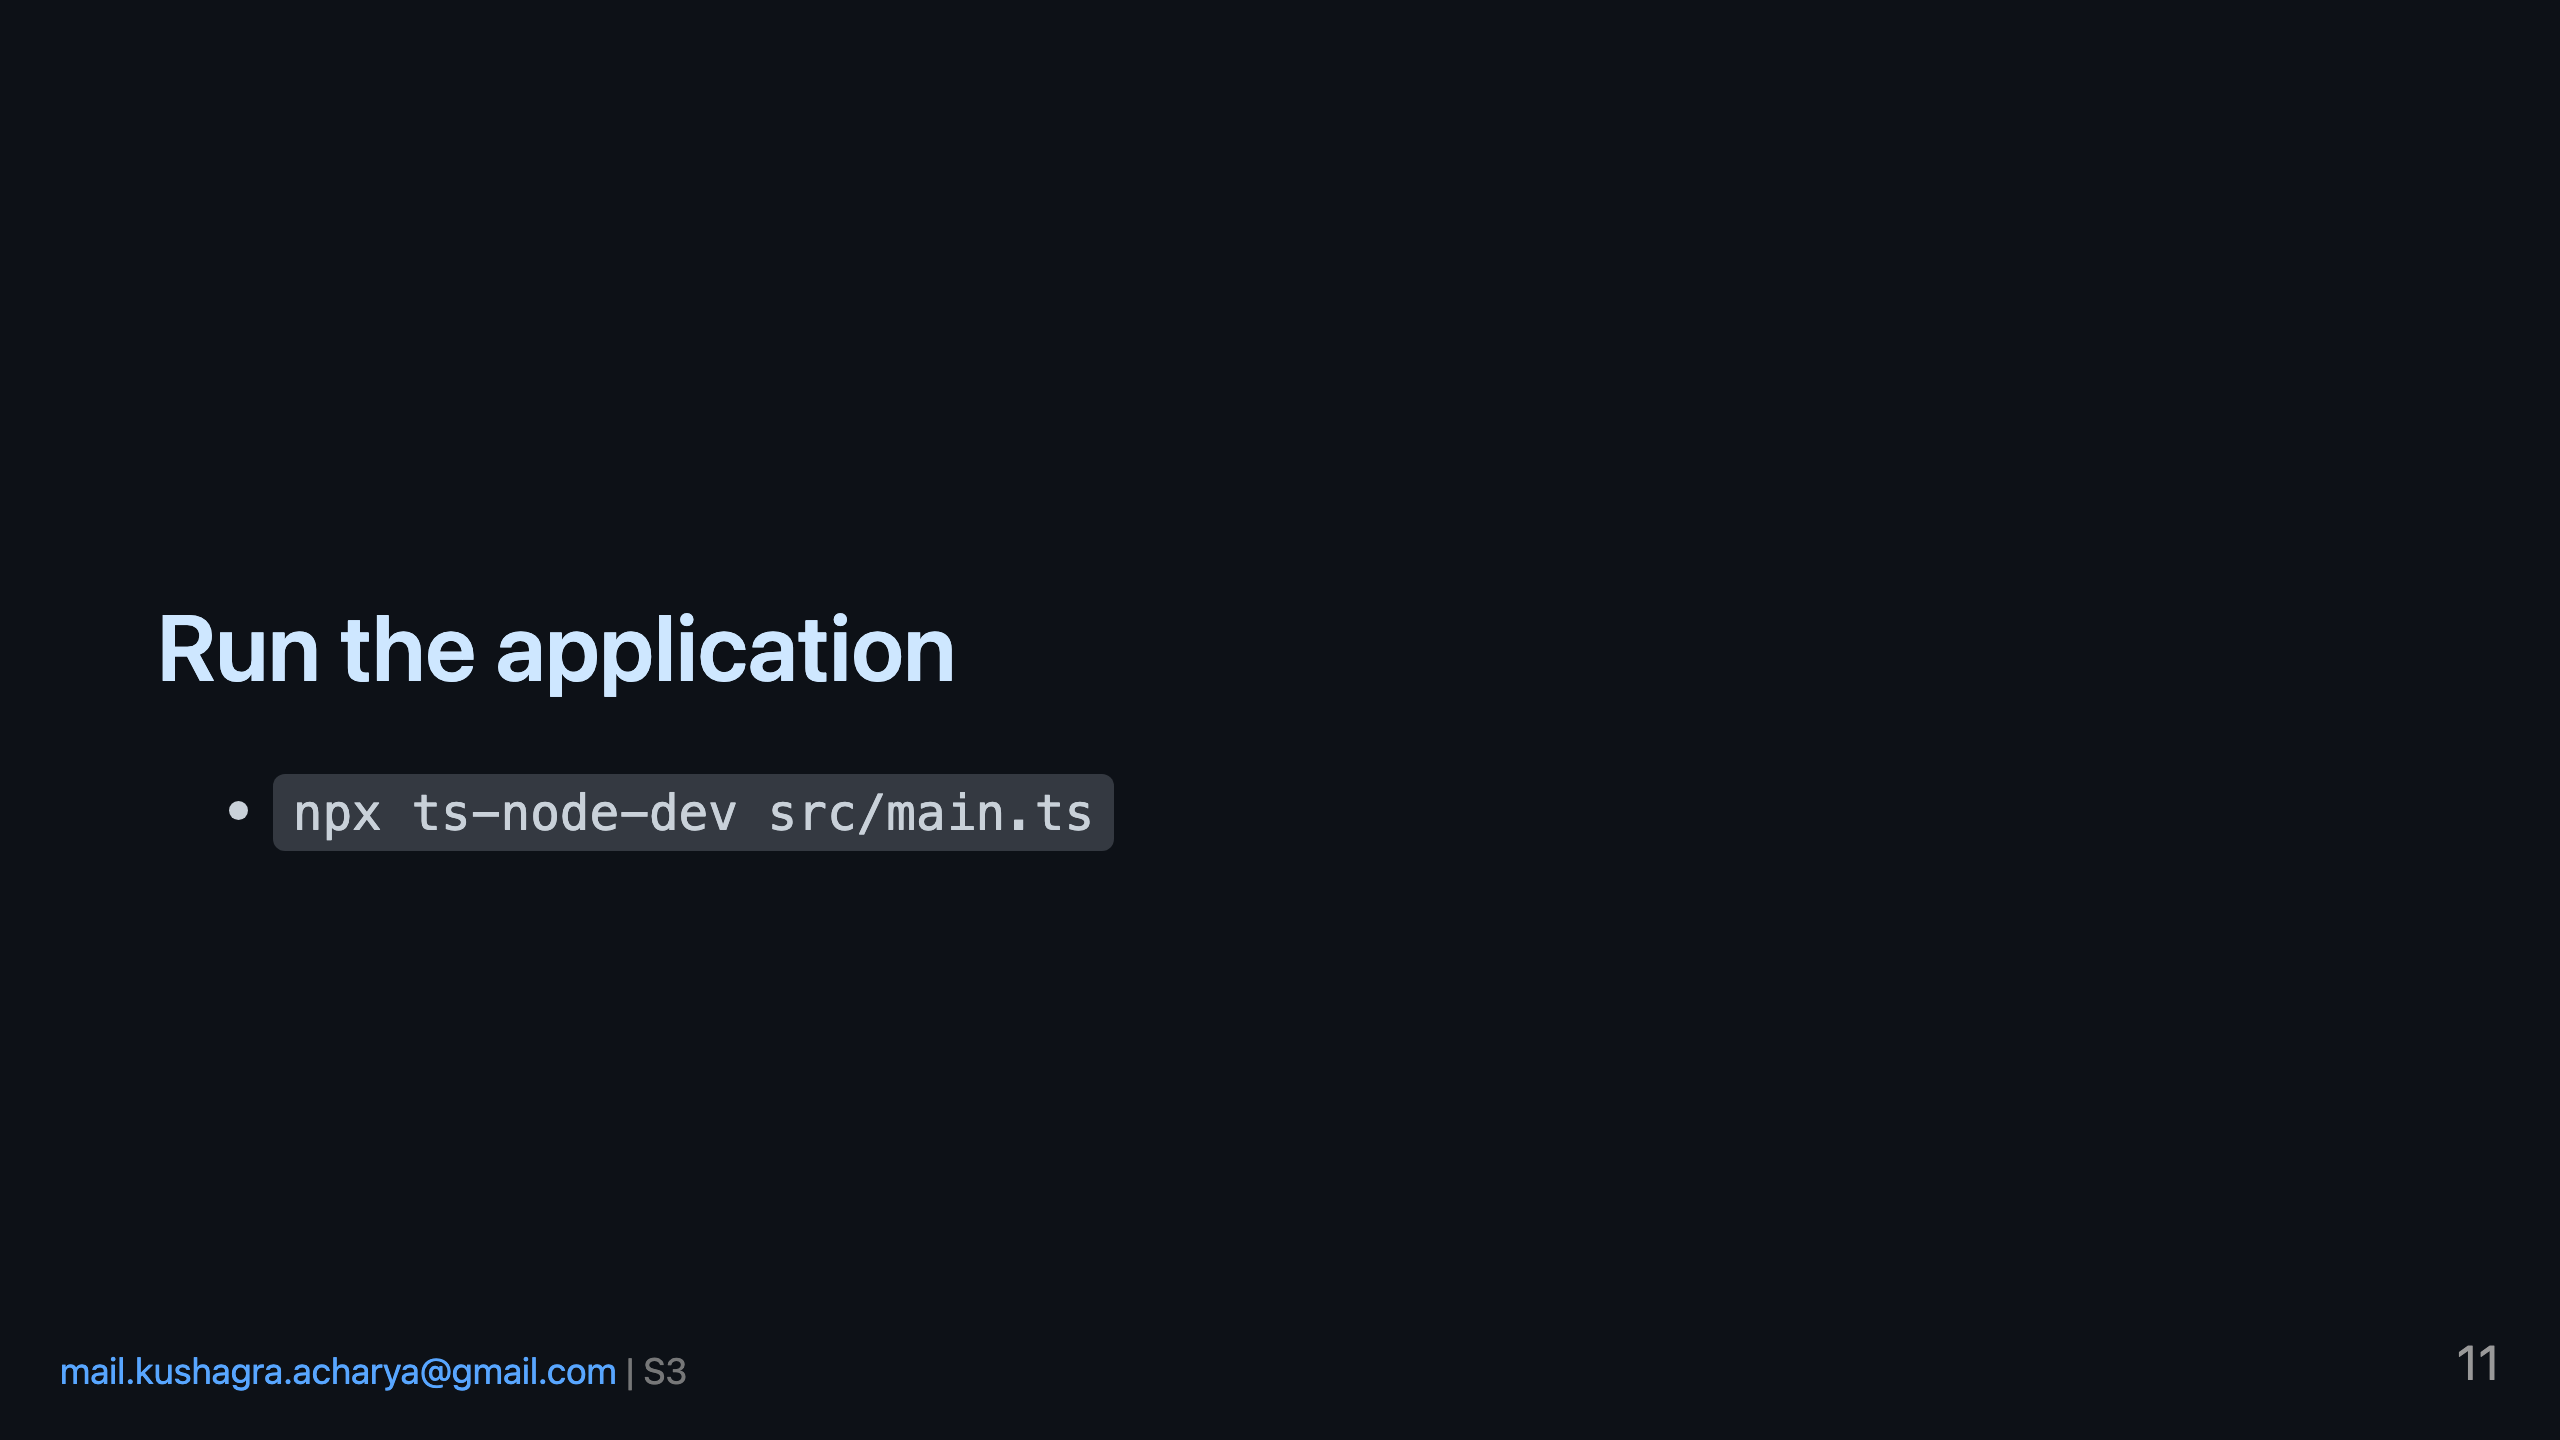 Run the application
• npx ts-node-dev src/main.ts
mail.kushagra.acharya@gmail.com | S3
11